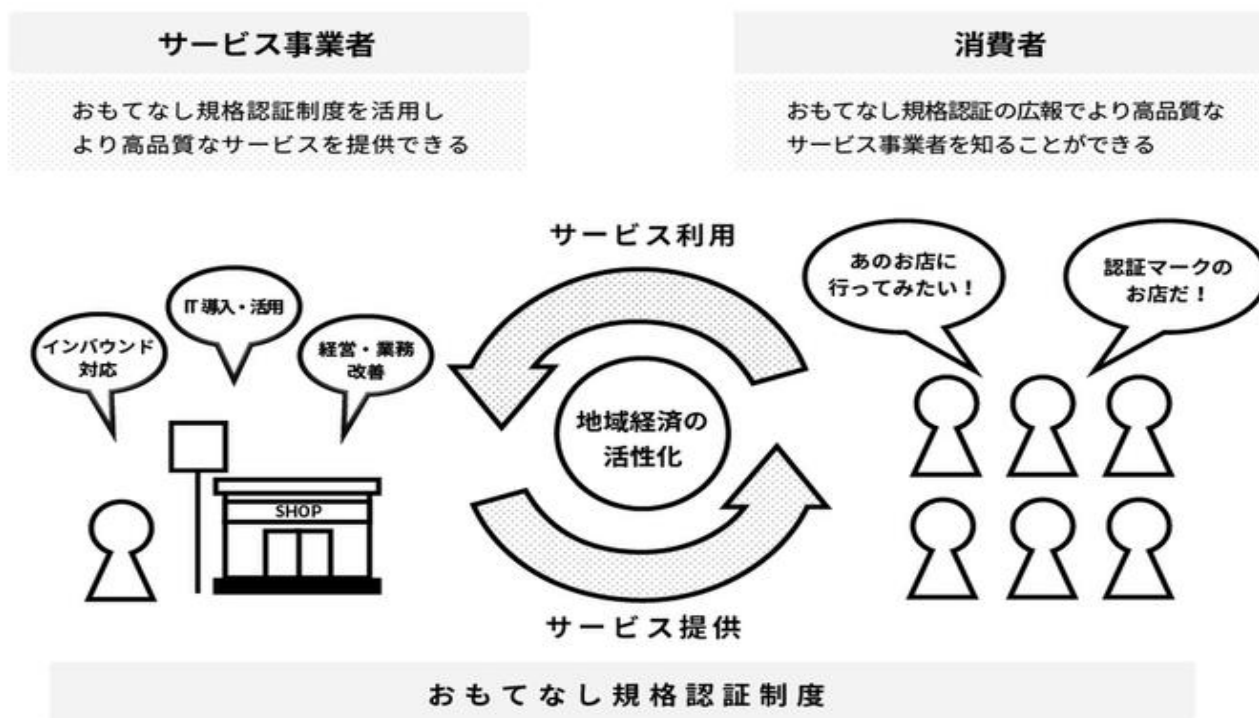 サービス事業者
おもてなし規格認証制度を活用し
より高品質なサービスを提供できる
消費者
おもてなし規格認証の広報でより高品質な
サービス事業者を知ることができる
インバウンド
対応
IT導入・活用
経営・業務
改善
SHOP
サービス利用
地域経済の
活性化
サービス提供
あのお店に
行ってみたい!
認証マークの
お店だ!
おもてなし規格認証制度